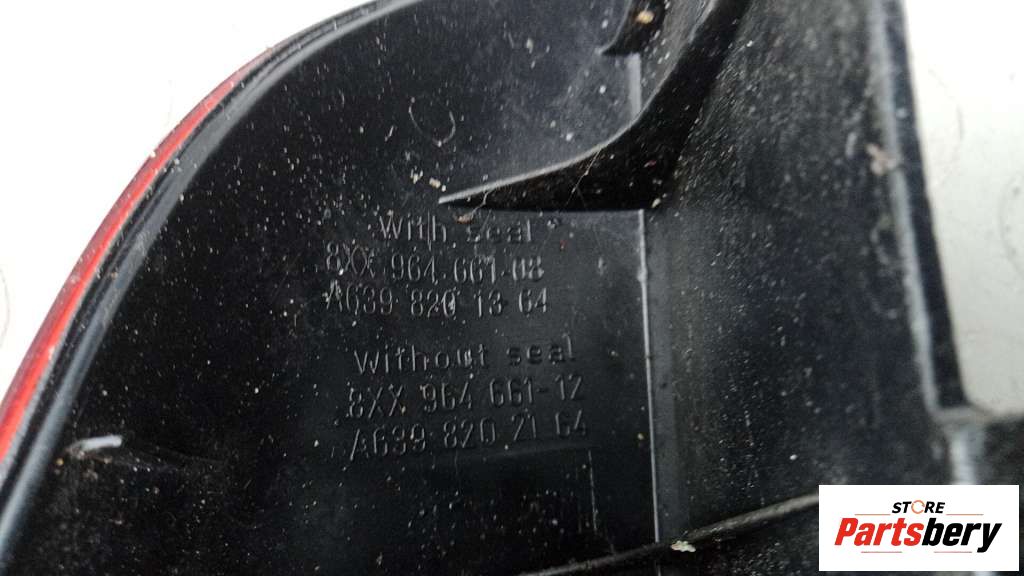 With seal
8XX 964 661-08
A639 820 13 64
without seal
8XX 964 661-12
A639 820 21 64
STORE
Partsbery